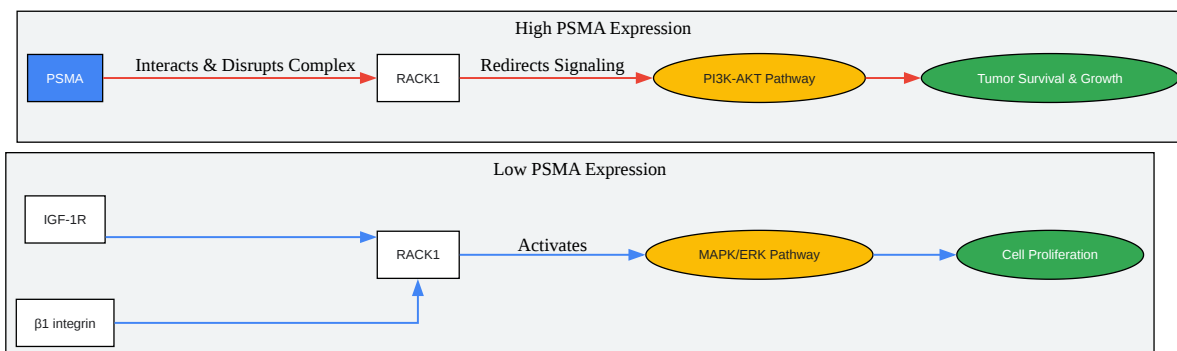 High PSMA Expression
PSMA
Interacts & Disrupts Complex
RACK1
Redirects Signaling
PI3K-AKT Pathway
Tumor Survival & Growth
Low PSMA Expression
IGF-1R
β1 integrin
RACK1
Activates
MAPK/ERK Pathway
Cell Proliferation